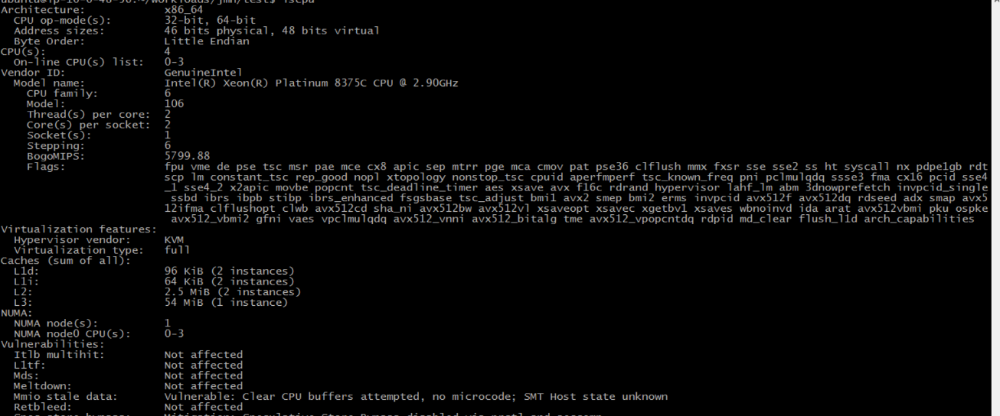 Architecture: x86_64
CPU op-mode(s): 32-bit, 64-bit
Address sizes: 46 bits physical, 48 bits virtual
Byte Order: Little Endian
CPU(s): 4
On-line CPU(s) list: 0-3
Vendor ID: GenuineIntel
Model name: Intel(R) Xeon(R) Platinum 8375C CPU @ 2.90GHz
CPU family: 6
Model: 106
Thread(s) per core: 2
Core(s) per socket: 2
Socket(s): 1
Stepping: 6
BogoMIPS: 5799.88
Flags: fpu vme de pse tsc msr pae mce cx8 apic sep mtrr pge mca cmov pat pse36 clflush mmx fxsr sse sse2 ss ht syscall nx pdpe1gb rdt
scp lm constant_tsc rep_good nopl xtopology nonstop_tsc cpuid aperfmperf tsc_known_freq pni pclmulqdq ssse3 fma cx16 pcid sse4
_1 sse4_2 x2apic movbe popcnt tsc_deadline_timer aes xsave avx f16c rdrand hypervisor lahf_lm abm 3dnowprefetch invpcid_single
ssbd ibrs ibpb stibp ibrs_enhanced fsgsbase tsc_adjust bmi1 avx2 smep bmi2 erms invpcid avx512f avx512dq rdseed adx smap avx5
12ifma clflushopt clwb avx512cd sha_ni avx512bw avx512vl xsaveopt xsavec xgetbv1 xsaves wbnoinvd ida arat avx512vbmi pku ospke
avx512_vbmi2 gfni vaes vpclmulqdq avx512_vnni avx512_bitalg tme avx512_vpopcntdq rdpid md_clear flush_l1d arch_capabilities
Virtualization features:
Hypervisor vendor: KVM
Virtualization type: full
Caches (sum of all):
L1d: 96 KiB (2 instances)
L1i: 64 KiB (2 instances)
L2: 2.5 MiB (2 instances)
L3: 54 MiB (1 instance)
NUMA:
NUMA node(s): 1
NUMA node0 CPU(s): 0-3
Vulnerabilities:
Itlb multihit: Not affected
L1tf: Not affected
Mds: Not affected
Meltdown: Not affected
Mmio stale data: Vulnerable: Clear CPU buffers attempted, no microcode; SMT Host state unknown
Retbleed: Not affected